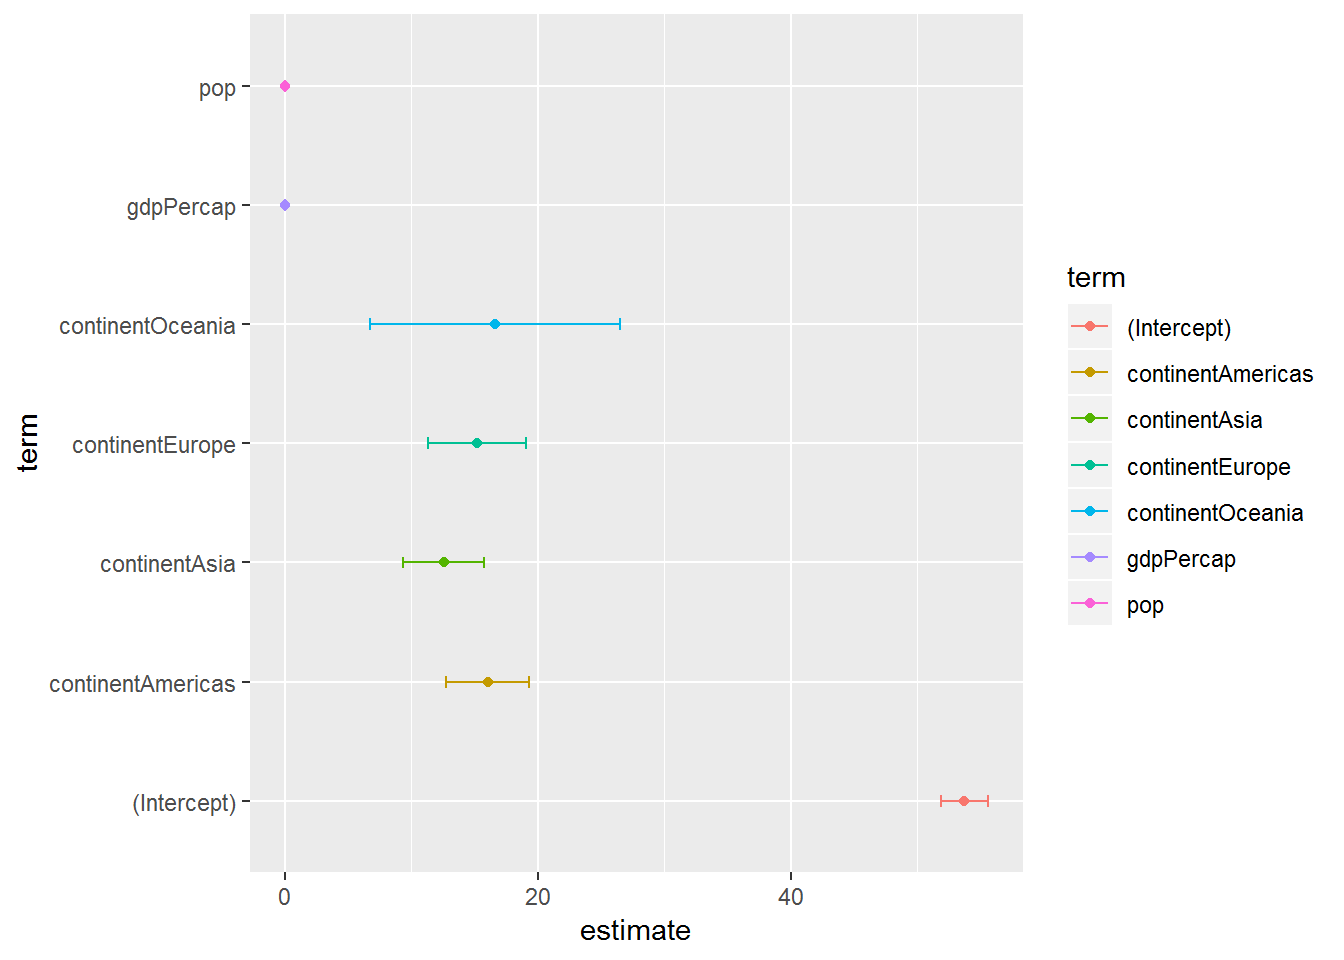 pop
gdpPercap
continentOceania
continentEurope
continentAsia
continentAmericas
(Intercept)
term
0
20
40
estimate
term
(Intercept)
continentAmericas
continentAsia
continentEurope
continentOceania
gdpPercap
pop